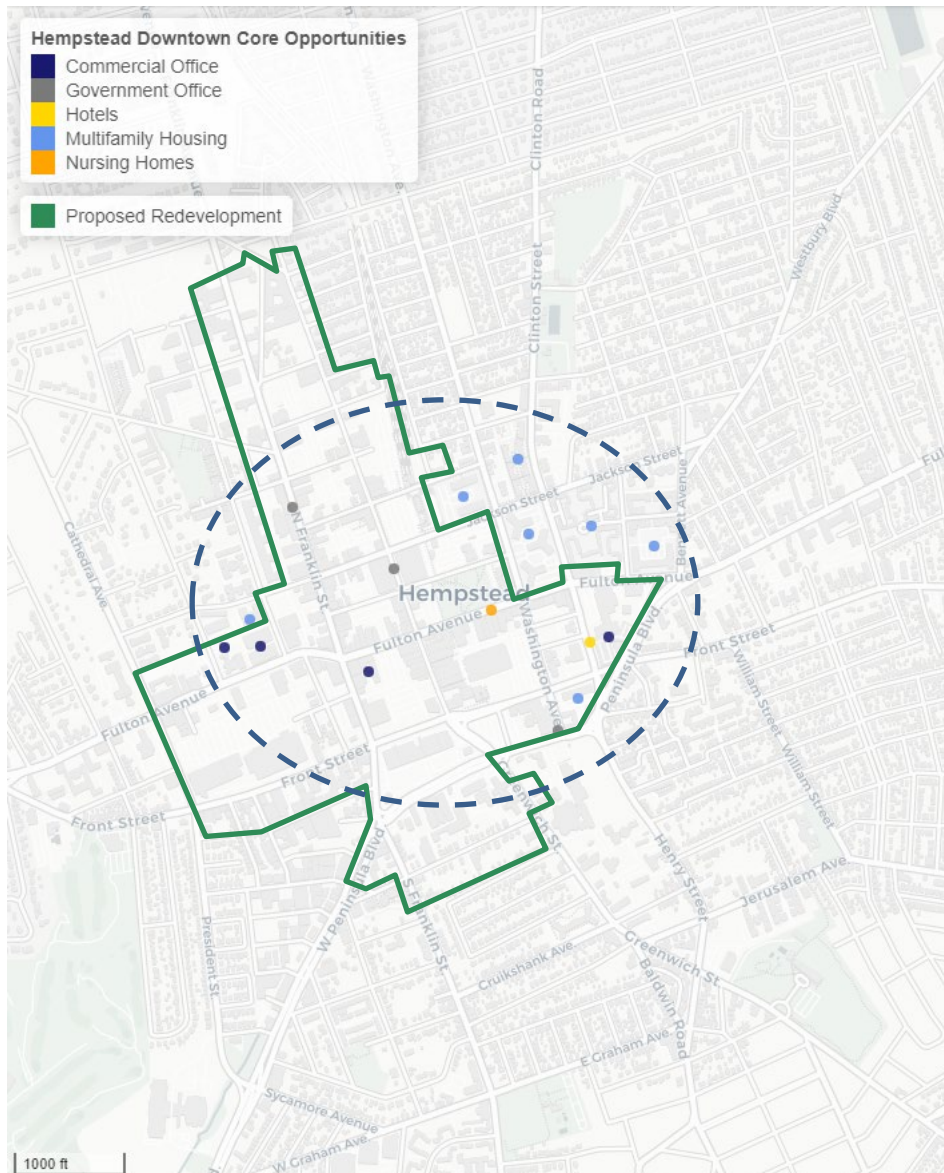 Hempstead Downtown Core Opportunities
Commercial Office
Government Office
Hotels
Multifamily Housing
Nursing Homes
Proposed Redevelopment
Clinton Road
Westbury Blvd
Clinton Street
Jackson Street
Jackson Street
Bennett Avenue
Cathedral Ave.
N Franklin St.
Hempstead
Fulton Avenue
Fulton Avenue
Washington Ave
Peninsula Blvd.
Front Street
William Street
William Street
Fulton Avenue
Front Street
Front Street
Greenwich St.
W Peninsula Blvd
S Franklin St.
Henry Street
Jerusalem Ave
President St
Cruikshank Ave.
Greenwich St
Baldwin Road
E Graham Ave.
Sycamore Avenue
W Graham Ave.
1000 ft